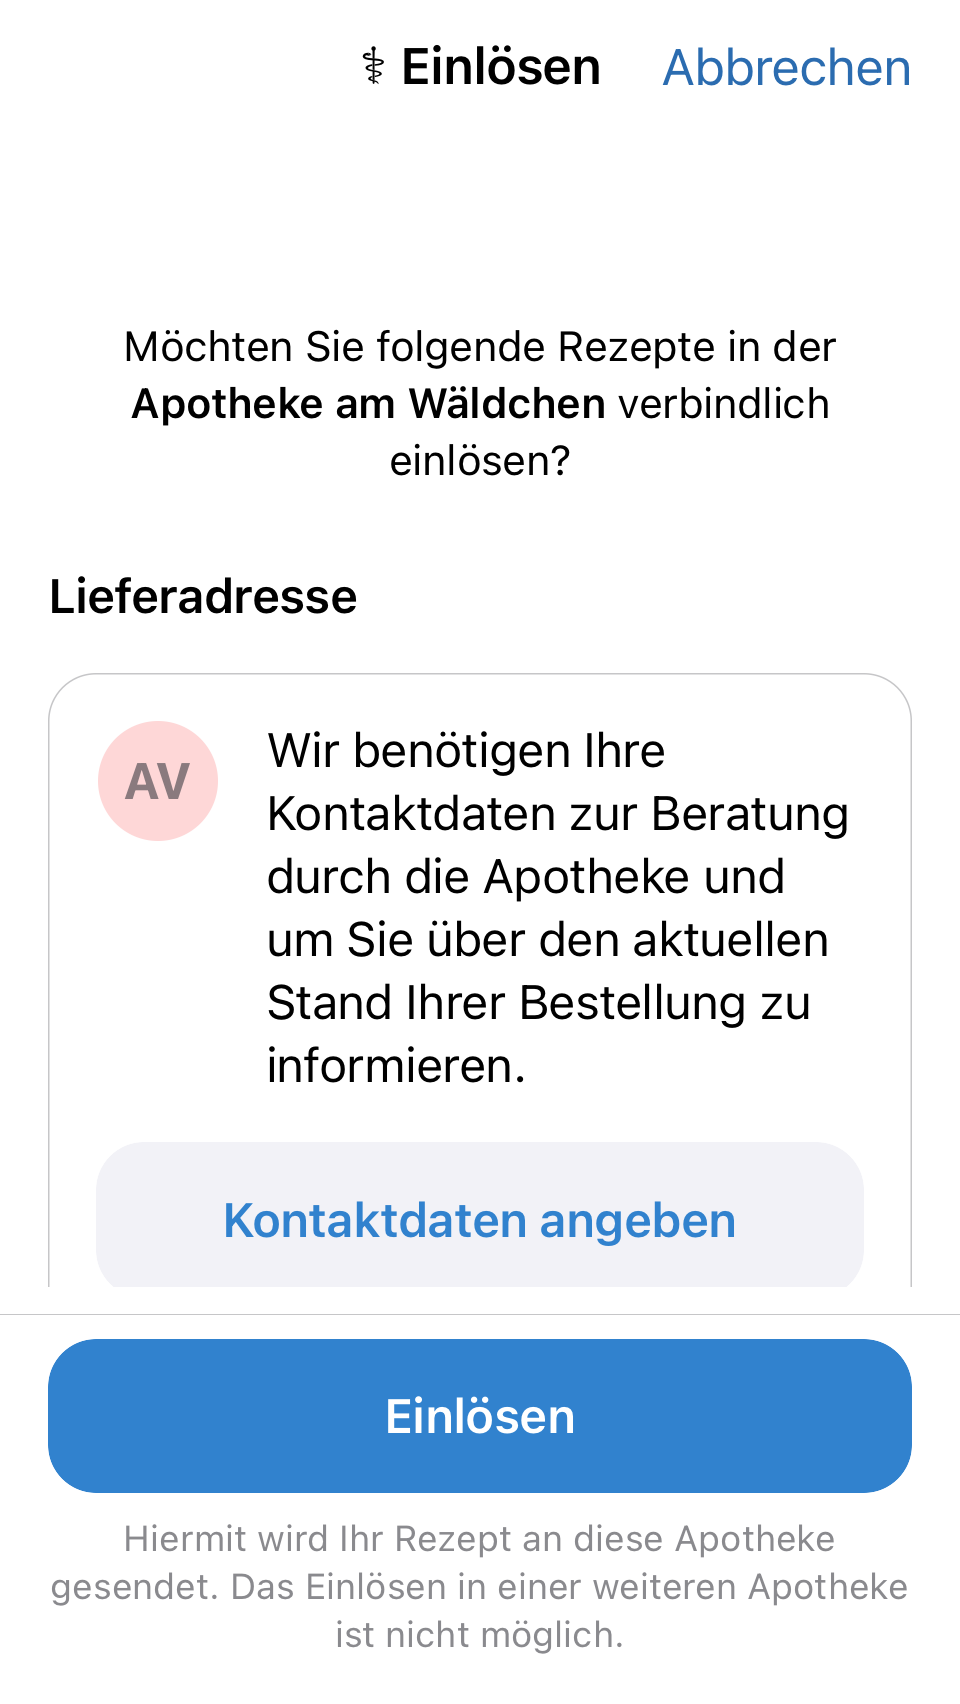 ⚕ Einlösen
Abbrechen
Möchten Sie folgende Rezepte in der
Apotheke am Wäldchen verbindlich
einlösen?
Lieferadresse
AV
Wir benötigen Ihre
Kontaktdaten zur Beratung
durch die Apotheke und
um Sie über den aktuellen
Stand Ihrer Bestellung zu
informieren.
Kontaktdaten angeben
Einlösen
Hiermit wird Ihr Rezept an diese Apotheke
gesendet. Das Einlösen in einer weiteren Apotheke
ist nicht möglich.